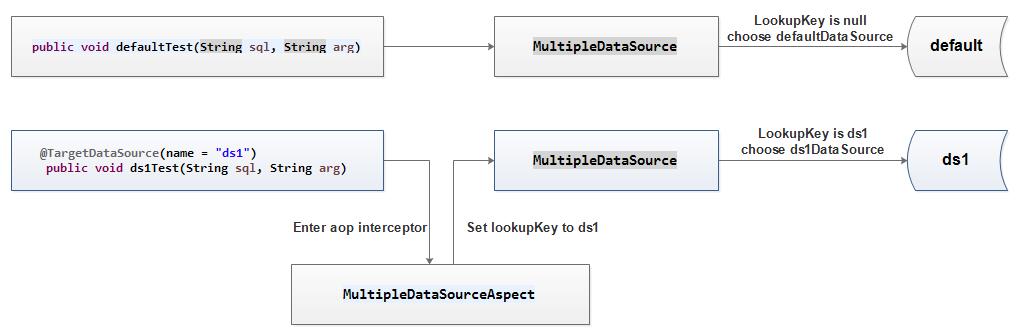 public void defaultTest(String sql, String arg)
MultipleDataSource
LookupKey is null
choose defaultDataSource
default
@TargetDataSource(name = "ds1")
public void ds1Test(String sql, String arg)
MultipleDataSource
LookupKey is ds1
choose ds1DataSource
ds1
Enter aop interceptor
Set lookupKey to ds1
MultipleDataSourceAspect